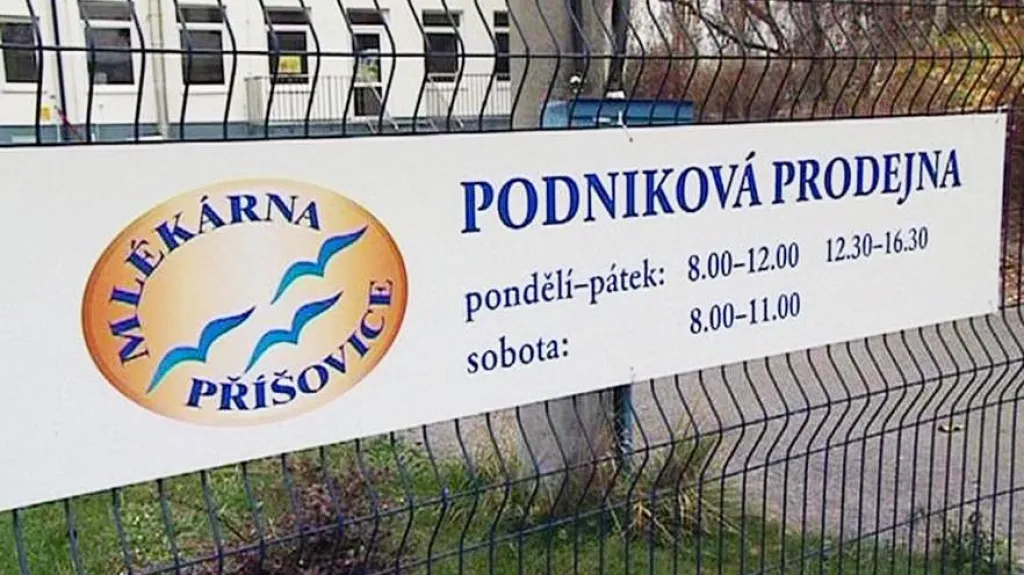 MLÉKÁRNA
PŘÍŠOVICE
PODNIKOVÁ PRODEJNA
pondělí–pátek: 8.00–12.00 12.30–16.30
sobota: 8.00–11.00